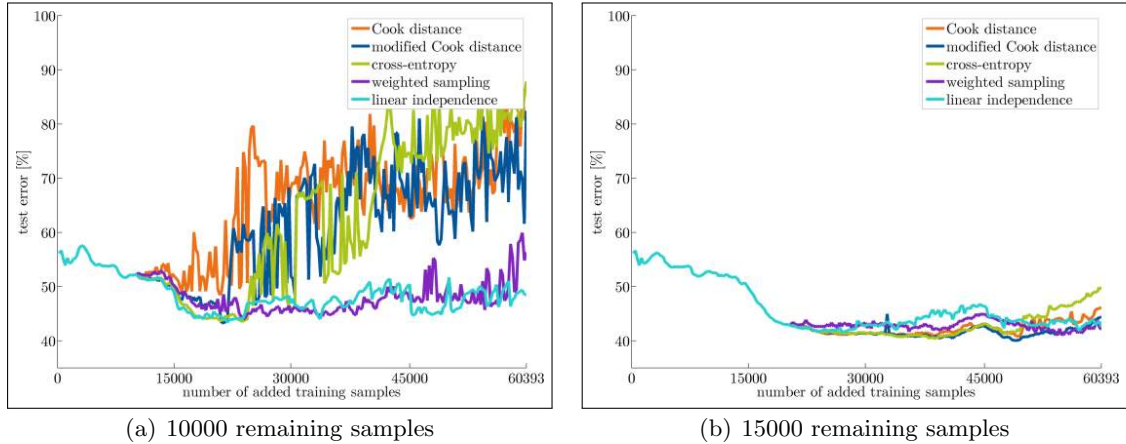 100
90
80
70
60
50
40
test error [%]
Cook distance
modified Cook distance
cross-entropy
weighted sampling
linear independence
0 15000 30000 45000 60393
number of added training samples
(a) 10000 remaining samples
100
90
80
70
60
50
40
test error [%]
Cook distance
modified Cook distance
cross-entropy
weighted sampling
linear independence
0 15000 30000 45000 60393
number of added training samples
(b) 15000 remaining samples